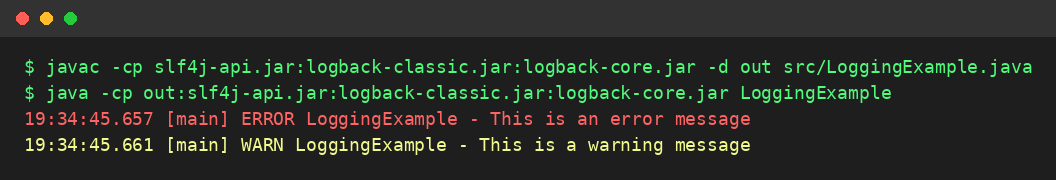 $ javac -cp slf4j-api.jar:logback-classic.jar:logback-core.jar -d out src/LoggingExample.java
$ java -cp out:slf4j-api.jar:logback-classic.jar:logback-core.jar LoggingExample
19:34:45.657 [main] ERROR LoggingExample - This is an error message
19:34:45.661 [main] WARN LoggingExample - This is a warning message